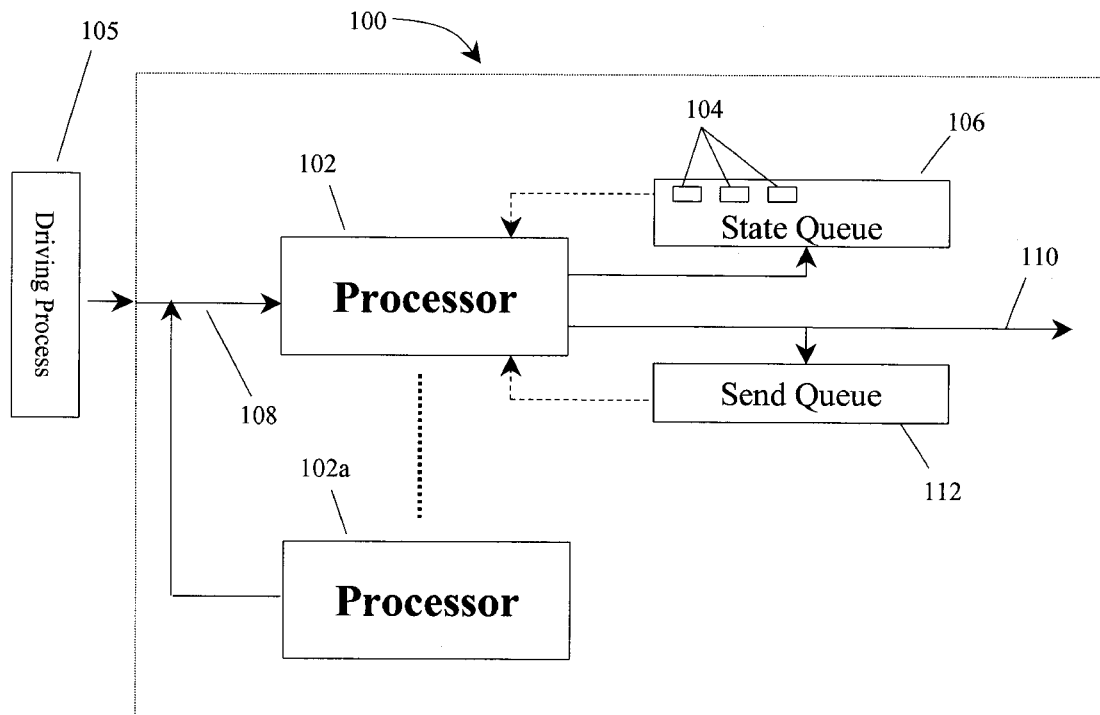 100
105
104
106
102
State Queue
Driving Process
Processor
110
108
Send Queue
112
102a
Processor